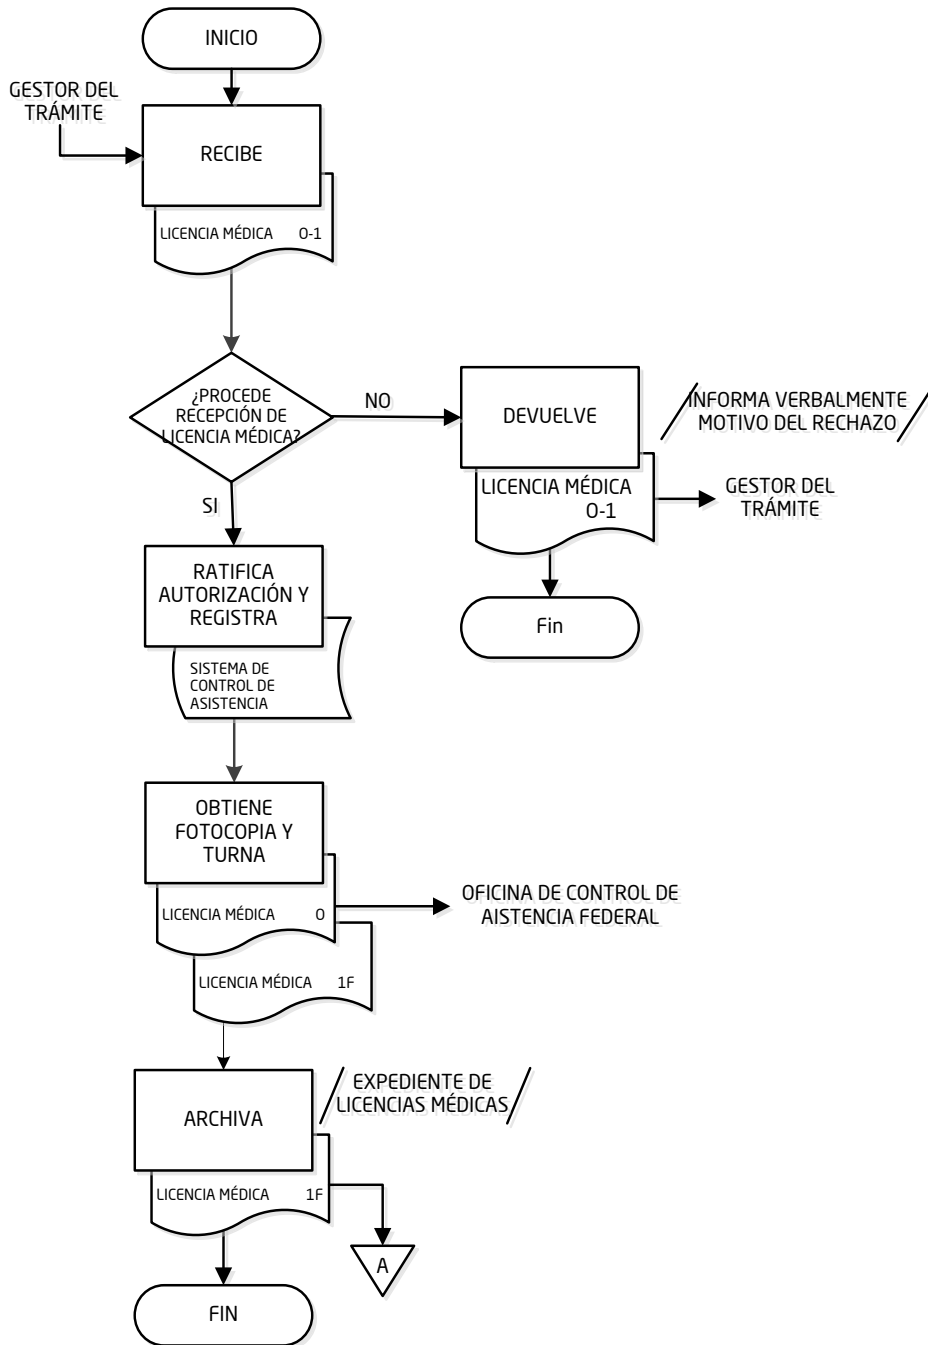 INICIO
GESTOR DEL
TRÁMITE
RECIBE
LICENCIA MÉDICA O-1
¿PROCEDE
RECEPCIÓN DE
LICENCIA MÉDICA?
NO
DEVUELVE
INFORMA VERBALMENTE
MOTIVO DEL RECHAZO
LICENCIA MÉDICA
O-1
GESTOR DEL
TRÁMITE
Fin
SI
RATIFICA
AUTORIZACIÓN Y
REGISTRA
SISTEMA DE
CONTROL DE
ASISTENCIA
OBTIENE
FOTOCOPIA Y
TURNA
LICENCIA MÉDICA O
OFICINA DE CONTROL DE
AISTENCIA FEDERAL
LICENCIA MÉDICA 1F
ARCHIVA
EXPEDIENTE DE
LICENCIAS MÉDICAS
LICENCIA MÉDICA 1F
A
FIN